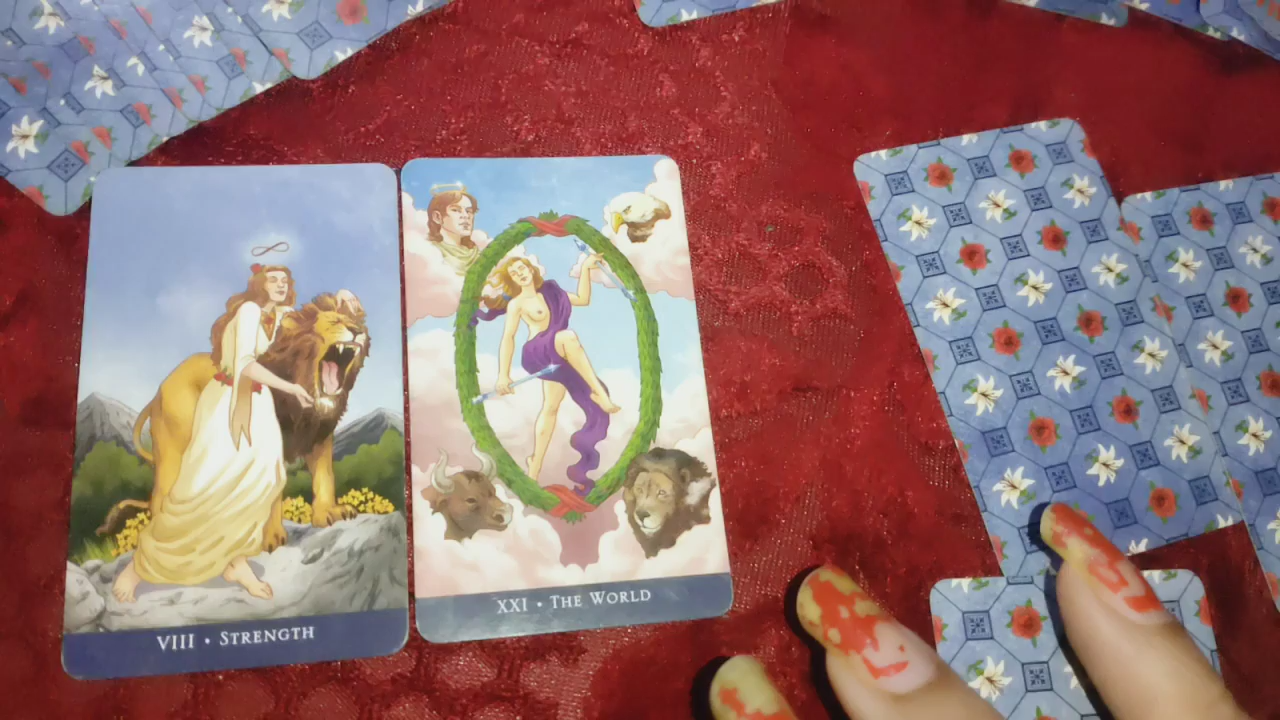 VIII • STRENGTH
XXI • THE WORLD